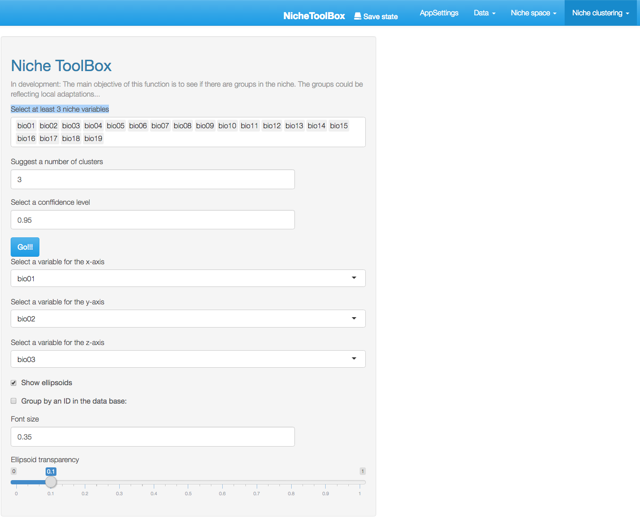 NicheToolBox Save state AppSettings Data Niche space Niche clustering
Niche ToolBox
In development: The main objective of this function is to see if there are groups in the niche. The groups could be
reflecting local adaptations...
Select at least 3 niche variables
bio01 bio02 bio03 bio04 bio05 bio06 bio07 bio08 bio09 bio10 bio11 bio12 bio13 bio14 bio15
bio16 bio17 bio18 bio19
Suggest a number of clusters
3
Select a conffidence level
0.95
Go!!
Select a variable for the x-axis
bio01
Select a variable for the y-axis
bio02
Select a variable for the z-axis
bio03
Show ellipsoids
Group by an ID in the data base:
Font size
0.35
Ellipsoid transparency
0 0.1 1
0 0.1 0.2 0.3 0.4 0.5 0.6 0.7 0.8 0.9 1